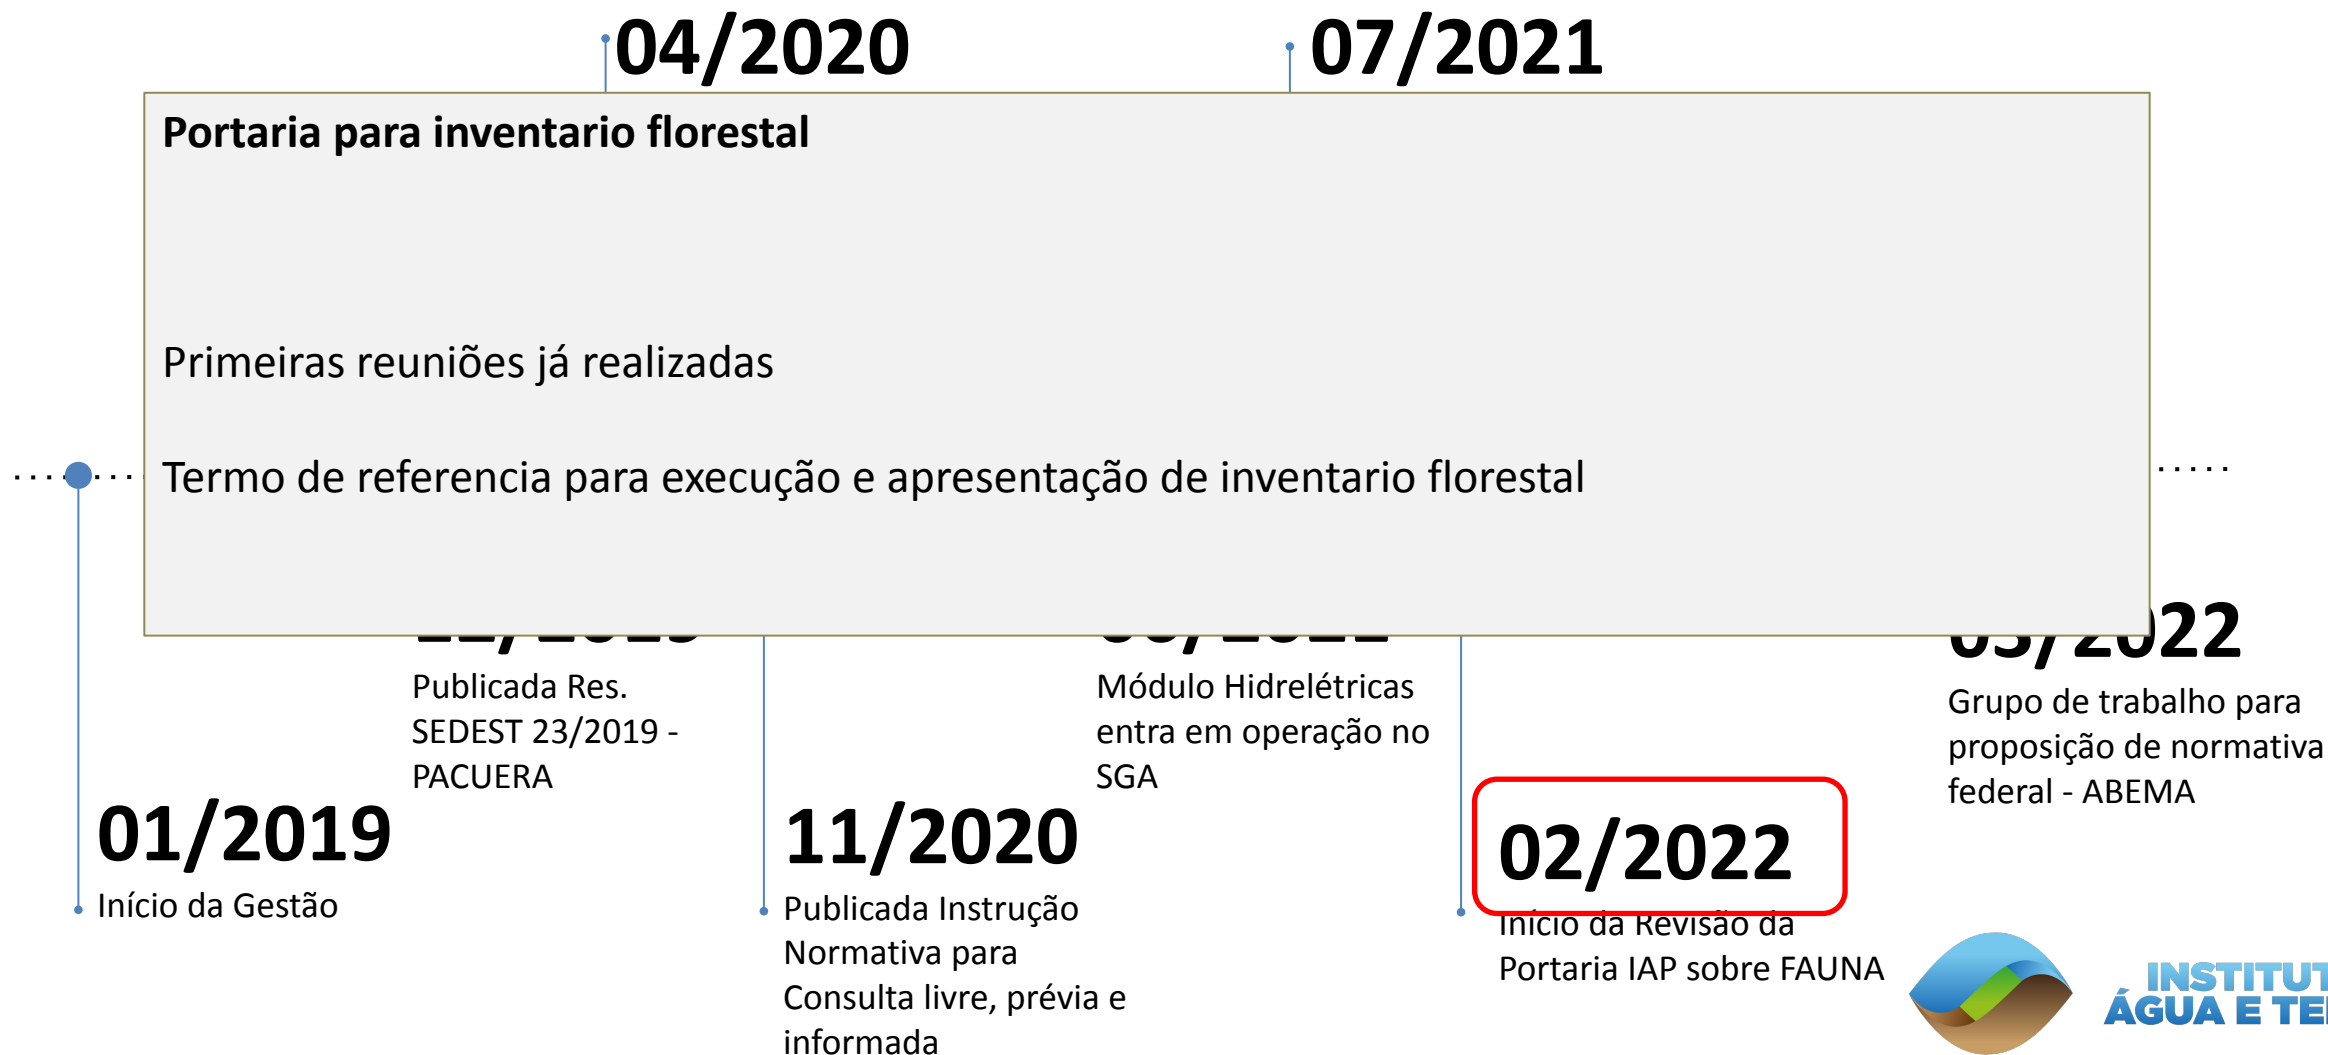 04/2020
07/2021
Portaria para inventario florestal
Primeiras reuniões já realizadas
Termo de referencia para execução e apresentação de inventario florestal
03/2022
Publicada Res.
SEDEST 23/2019 -
PACUERA
Módulo Hidrelétricas
entra em operação no
SGA
Grupo de trabalho para
proposição de normativa
federal - ABEMA
01/2019
Início da Gestão
11/2020
Publicada Instrução
Normativa para
Consulta livre, prévia e
informada
02/2022
Início da Revisão da
Portaria IAP sobre FAUNA
ÁGUA E